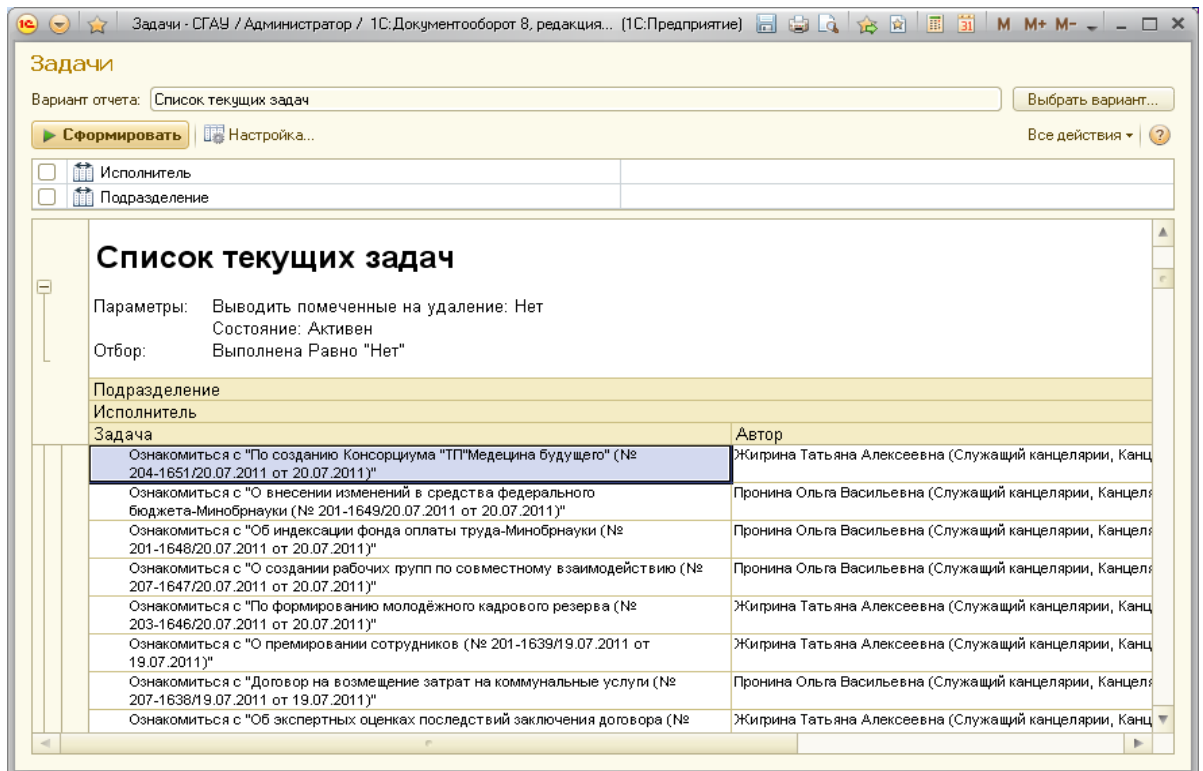 Задачи - СГАУ / Администратор / 1С:Документооборот 8, редакция... (1С:Предприятие)
31 M M+ M-
Задачи
Вариант отчета: Список текущих задач Выбрать вариант...
Сформировать Настройка... Все действия ?
Исполнитель
Подразделение
Список текущих задач
Параметры: Выводить помеченные на удаление: Нет
Состояние: Активен
Отбор: Выполнена Равно "Нет"
Подразделение
Исполнитель
Задача Автор
Ознакомиться с "По созданию Консорциума "ТП"Медецина будущего" (№ Жигрина Татьяна Алексеевна (Служащий канцелярии, Канц
204-1651/20.07.2011 от 20.07.2011)"
Ознакомиться с "О внесении изменений в средства федерального Пронина Ольга Васильевна (Служащий канцелярии, Канцеля
бюджета-Минобрнауки (№ 201-1649/20.07.2011 от 20.07.2011)"
Ознакомиться с "Об индексации фонда оплаты труда-Минобрнауки (№ Пронина Ольга Васильевна (Служащий канцелярии, Канцеля
201-1648/20.07.2011 от 20.07.2011)"
Ознакомиться с "О создании рабочих групп по совместному взаимодействию (№ Пронина Ольга Васильевна (Служащий канцелярии, Канцеля
207-1647/20.07.2011 от 20.07.2011)"
Ознакомиться с "По формированию молодёжного кадрового резерва (№ Жигрина Татьяна Алексеевна (Служащий канцелярии, Канц
203-1646/20.07.2011 от 20.07.2011)"
Ознакомиться с "О премировании сотрудников (№ 201-1639/19.07.2011 от Жигрина Татьяна Алексеевна (Служащий канцелярии, Канц
19.07.2011)"
Ознакомиться с "Договор на возмещение затрат на коммунальные услуги (№ Пронина Ольга Васильевна (Служащий канцелярии, Канцеля
207-1638/19.07.2011 от 19.07.2011)"
Ознакомиться с "Об экспертных оценках последствий заключения договора (№ Жигрина Татьяна Алексеевна (Служащий канцелярии, Канц